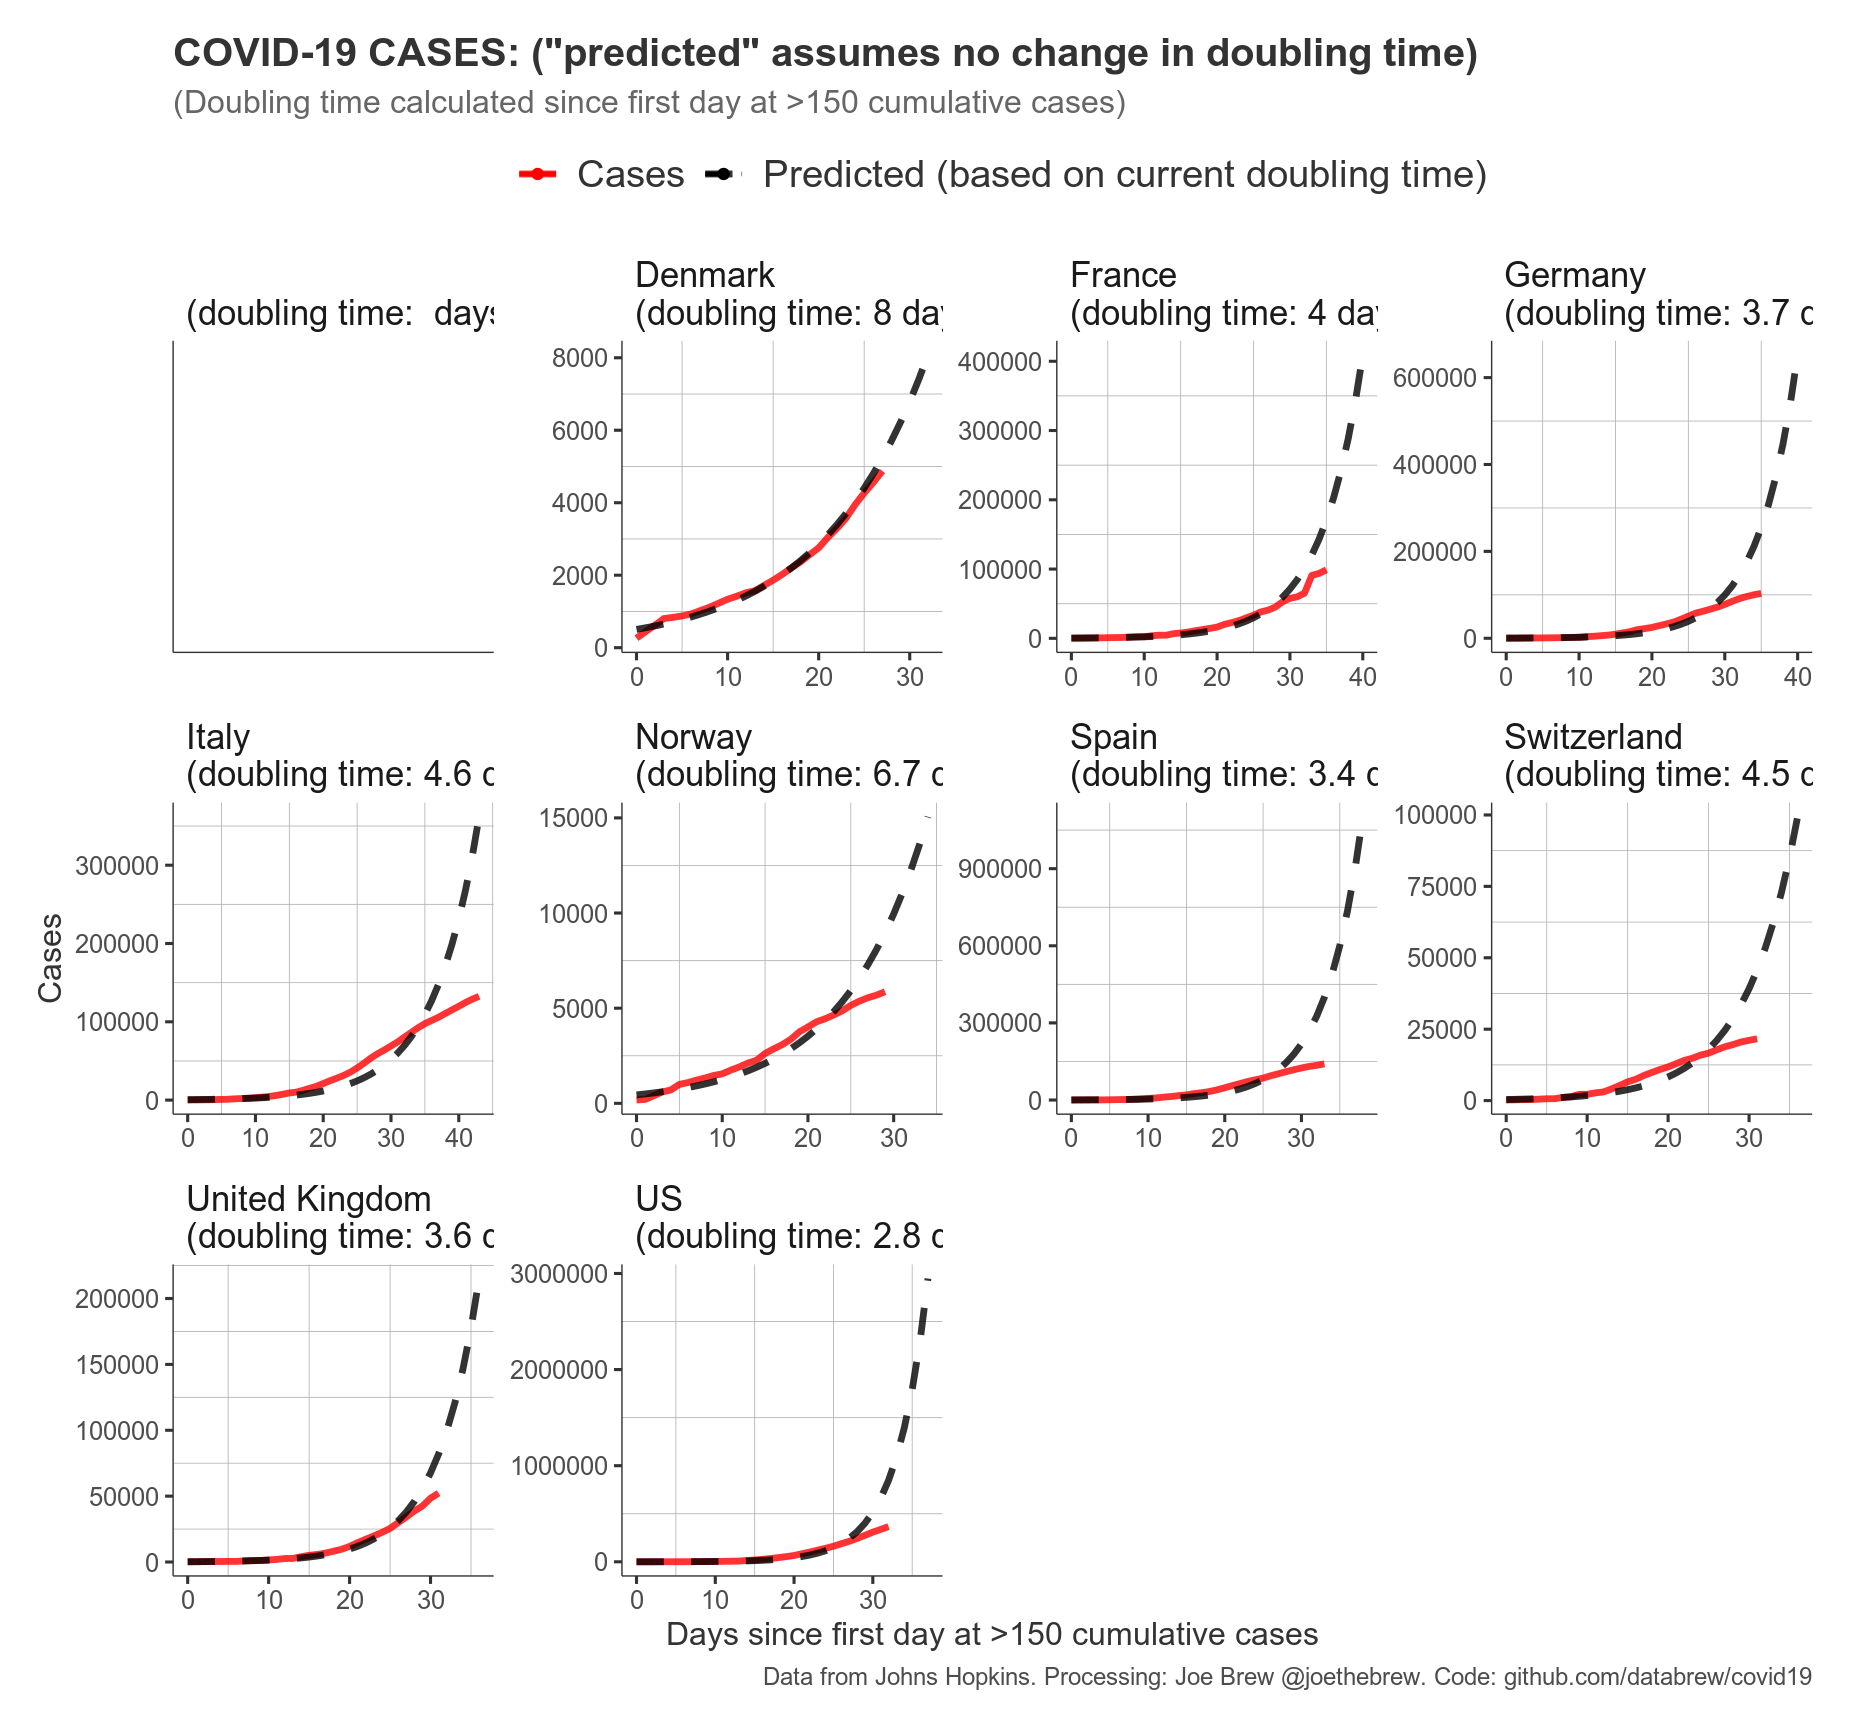 COVID-19 CASES: ("predicted" assumes no change in doubling time)
(Doubling time calculated since first day at >150 cumulative cases)
Cases Predicted (based on current doubling time)
(doubling time:  days
Denmark
(doubling time: 8 day
France
(doubling time: 4 day
Germany
(doubling time: 3.7 d
8000
6000
4000
2000
0
0 10 20 30
400000
300000
200000
100000
0
0 10 20 30 40
600000
400000
200000
0
0 10 20 30 40
Italy
(doubling time: 4.6 d
Norway
(doubling time: 6.7 d
Spain
(doubling time: 3.4 d
Switzerland
(doubling time: 4.5 d
Cases
300000
200000
100000
0
0 10 20 30 40
15000
10000
5000
0
0 10 20 30
900000
600000
300000
0
0 10 20 30
100000
75000
50000
25000
0
0 10 20 30
United Kingdom
(doubling time: 3.6 d
US
(doubling time: 2.8 d
200000
150000
100000
50000
0
0 10 20 30
3000000
2000000
1000000
0
0 10 20 30
Days since first day at >150 cumulative cases
Data from Johns Hopkins. Processing: Joe Brew @joethebrew. Code: github.com/databrew/covid19